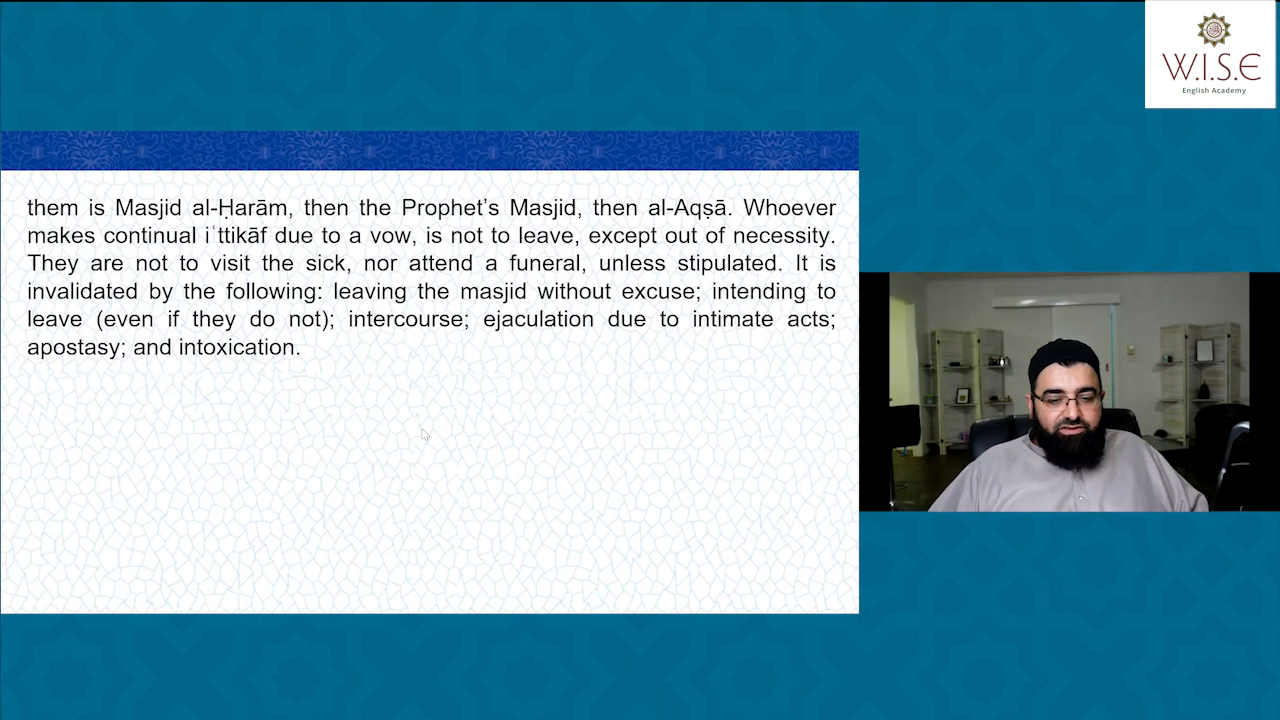 W.I.S.E
English Academy
them is Masjid al-Ḥarām, then the Prophet’s Masjid, then al-Aqṣā. Whoever
makes continual iʿttikāf due to a vow, is not to leave, except out of necessity.
They are not to visit the sick, nor attend a funeral, unless stipulated. It is
invalidated by the following: leaving the masjid without excuse; intending to
leave (even if they do not); intercourse; ejaculation due to intimate acts;
apostasy; and intoxication.